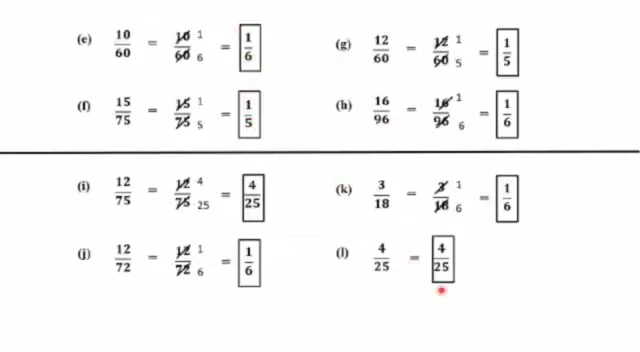 (e) 10/60 = 10/60 1 6 = 1/6
(g) 12/60 = 12/60 1 5 = 1/5
(f) 15/75 = 15/75 1 5 = 1/5
(h) 16/96 = 16/96 1 6 = 1/6
(i) 12/75 = 12/75 4 25 = 4/25
(k) 3/18 = 3/18 1 6 = 1/6
(j) 12/72 = 12/72 1 6 = 1/6
(l) 4/25 = 4/25